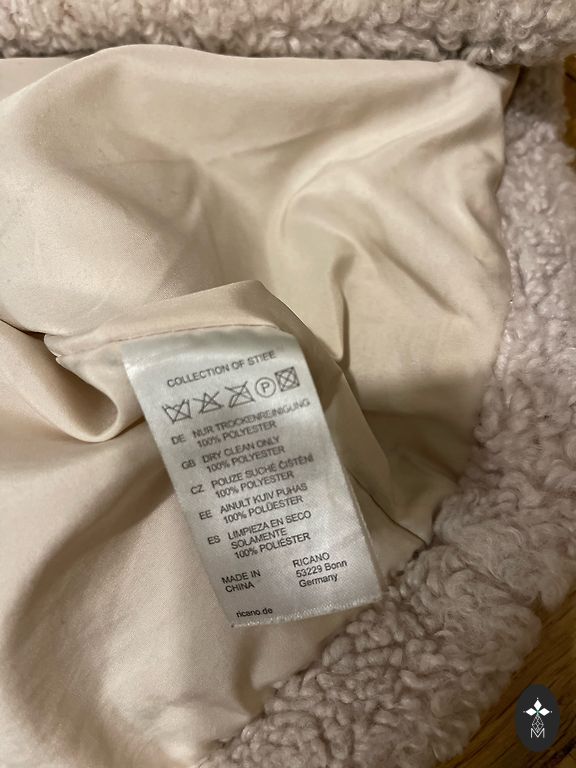 COLLECTION OF STIEE
P
DE NUR TROCKENREINIGUNG
100% POLYESTER
GB DRY CLEAN ONLY
100% POLYESTER
CZ POUZE SUCHÉ ČIŠTĚNÍ
100% POLYESTER
EE AINULT KUIV PUHAS
100% POLÜESTER
ES LIMPIEZA EN SECO
SOLAMENTE
100% POLIÉSTER
MADE IN
CHINA
RICANO
53229 Bonn
Germany
ricano.de
M